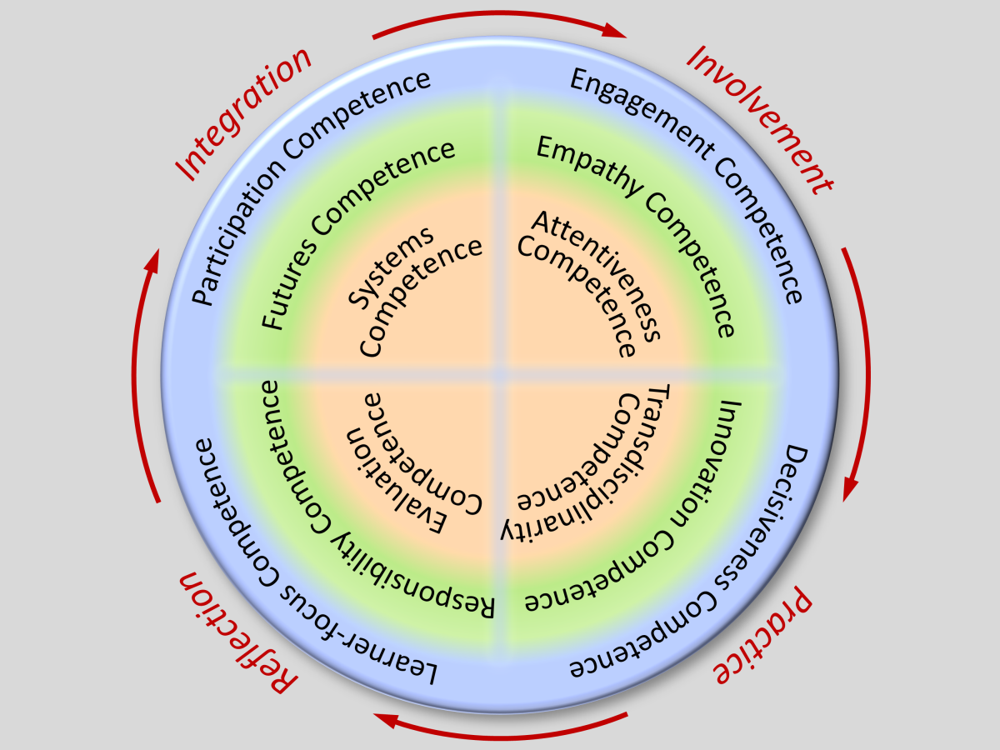 Integration
Participation Competence
Futures Competence
Systems
Competence
Involvement
Engagement Competence
Empathy Competence
Attentiveness
Competence
Practice
Decisiveness Competence
Innovation Competence
Transdisciplinarity
Competence
Reflection
Learner-focus Competence
Responsibility Competence
Evaluation
Competence